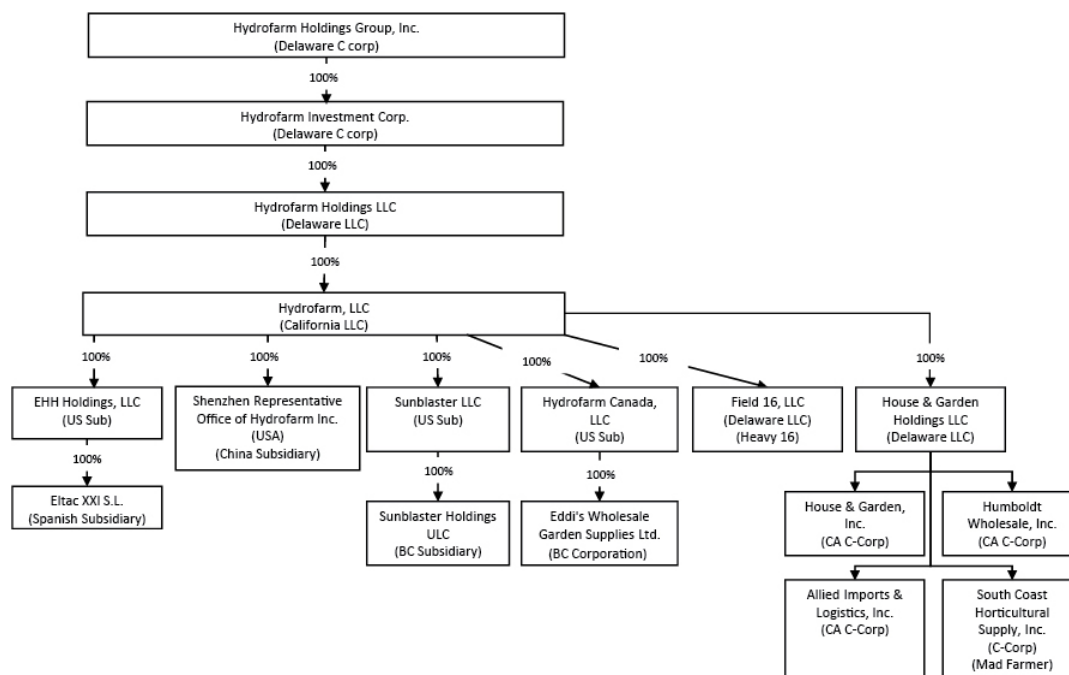 Hydrofarm Holdings Group, Inc.
(Delaware C corp)
100%
Hydrofarm Investment Corp.
(Delaware C corp)
100%
Hydrofarm Holdings LLC
(Delaware LLC)
100%
Hydrofarm, LLC
(California LLC)
100%
100%
100%
100%
100%
100%
EHH Holdings, LLC
(US Sub)
Shenzhen Representative
Office of Hydrofarm Inc.
(USA)
(China Subsidiary)
Sunblaster LLC
(US Sub)
Hydrofarm Canada,
LLC
(US Sub)
Field 16, LLC
(Delaware LLC)
(Heavy 16)
House & Garden
Holdings LLC
(Delaware LLC)
100%
100%
100%
Eltac XXI S.L.
(Spanish Subsidiary)
Sunblaster Holdings
ULC
(BC Subsidiary)
Eddi's Wholesale
Garden Supplies Ltd.
(BC Corporation)
House & Garden,
Inc.
(CA C-Corp)
Humboldt
Wholesale, Inc.
(CA C-Corp)
Allied Imports &
Logistics, Inc.
(CA C-Corp)
South Coast
Horticultural
Supply, Inc.
(C-Corp)
(Mad Farmer)